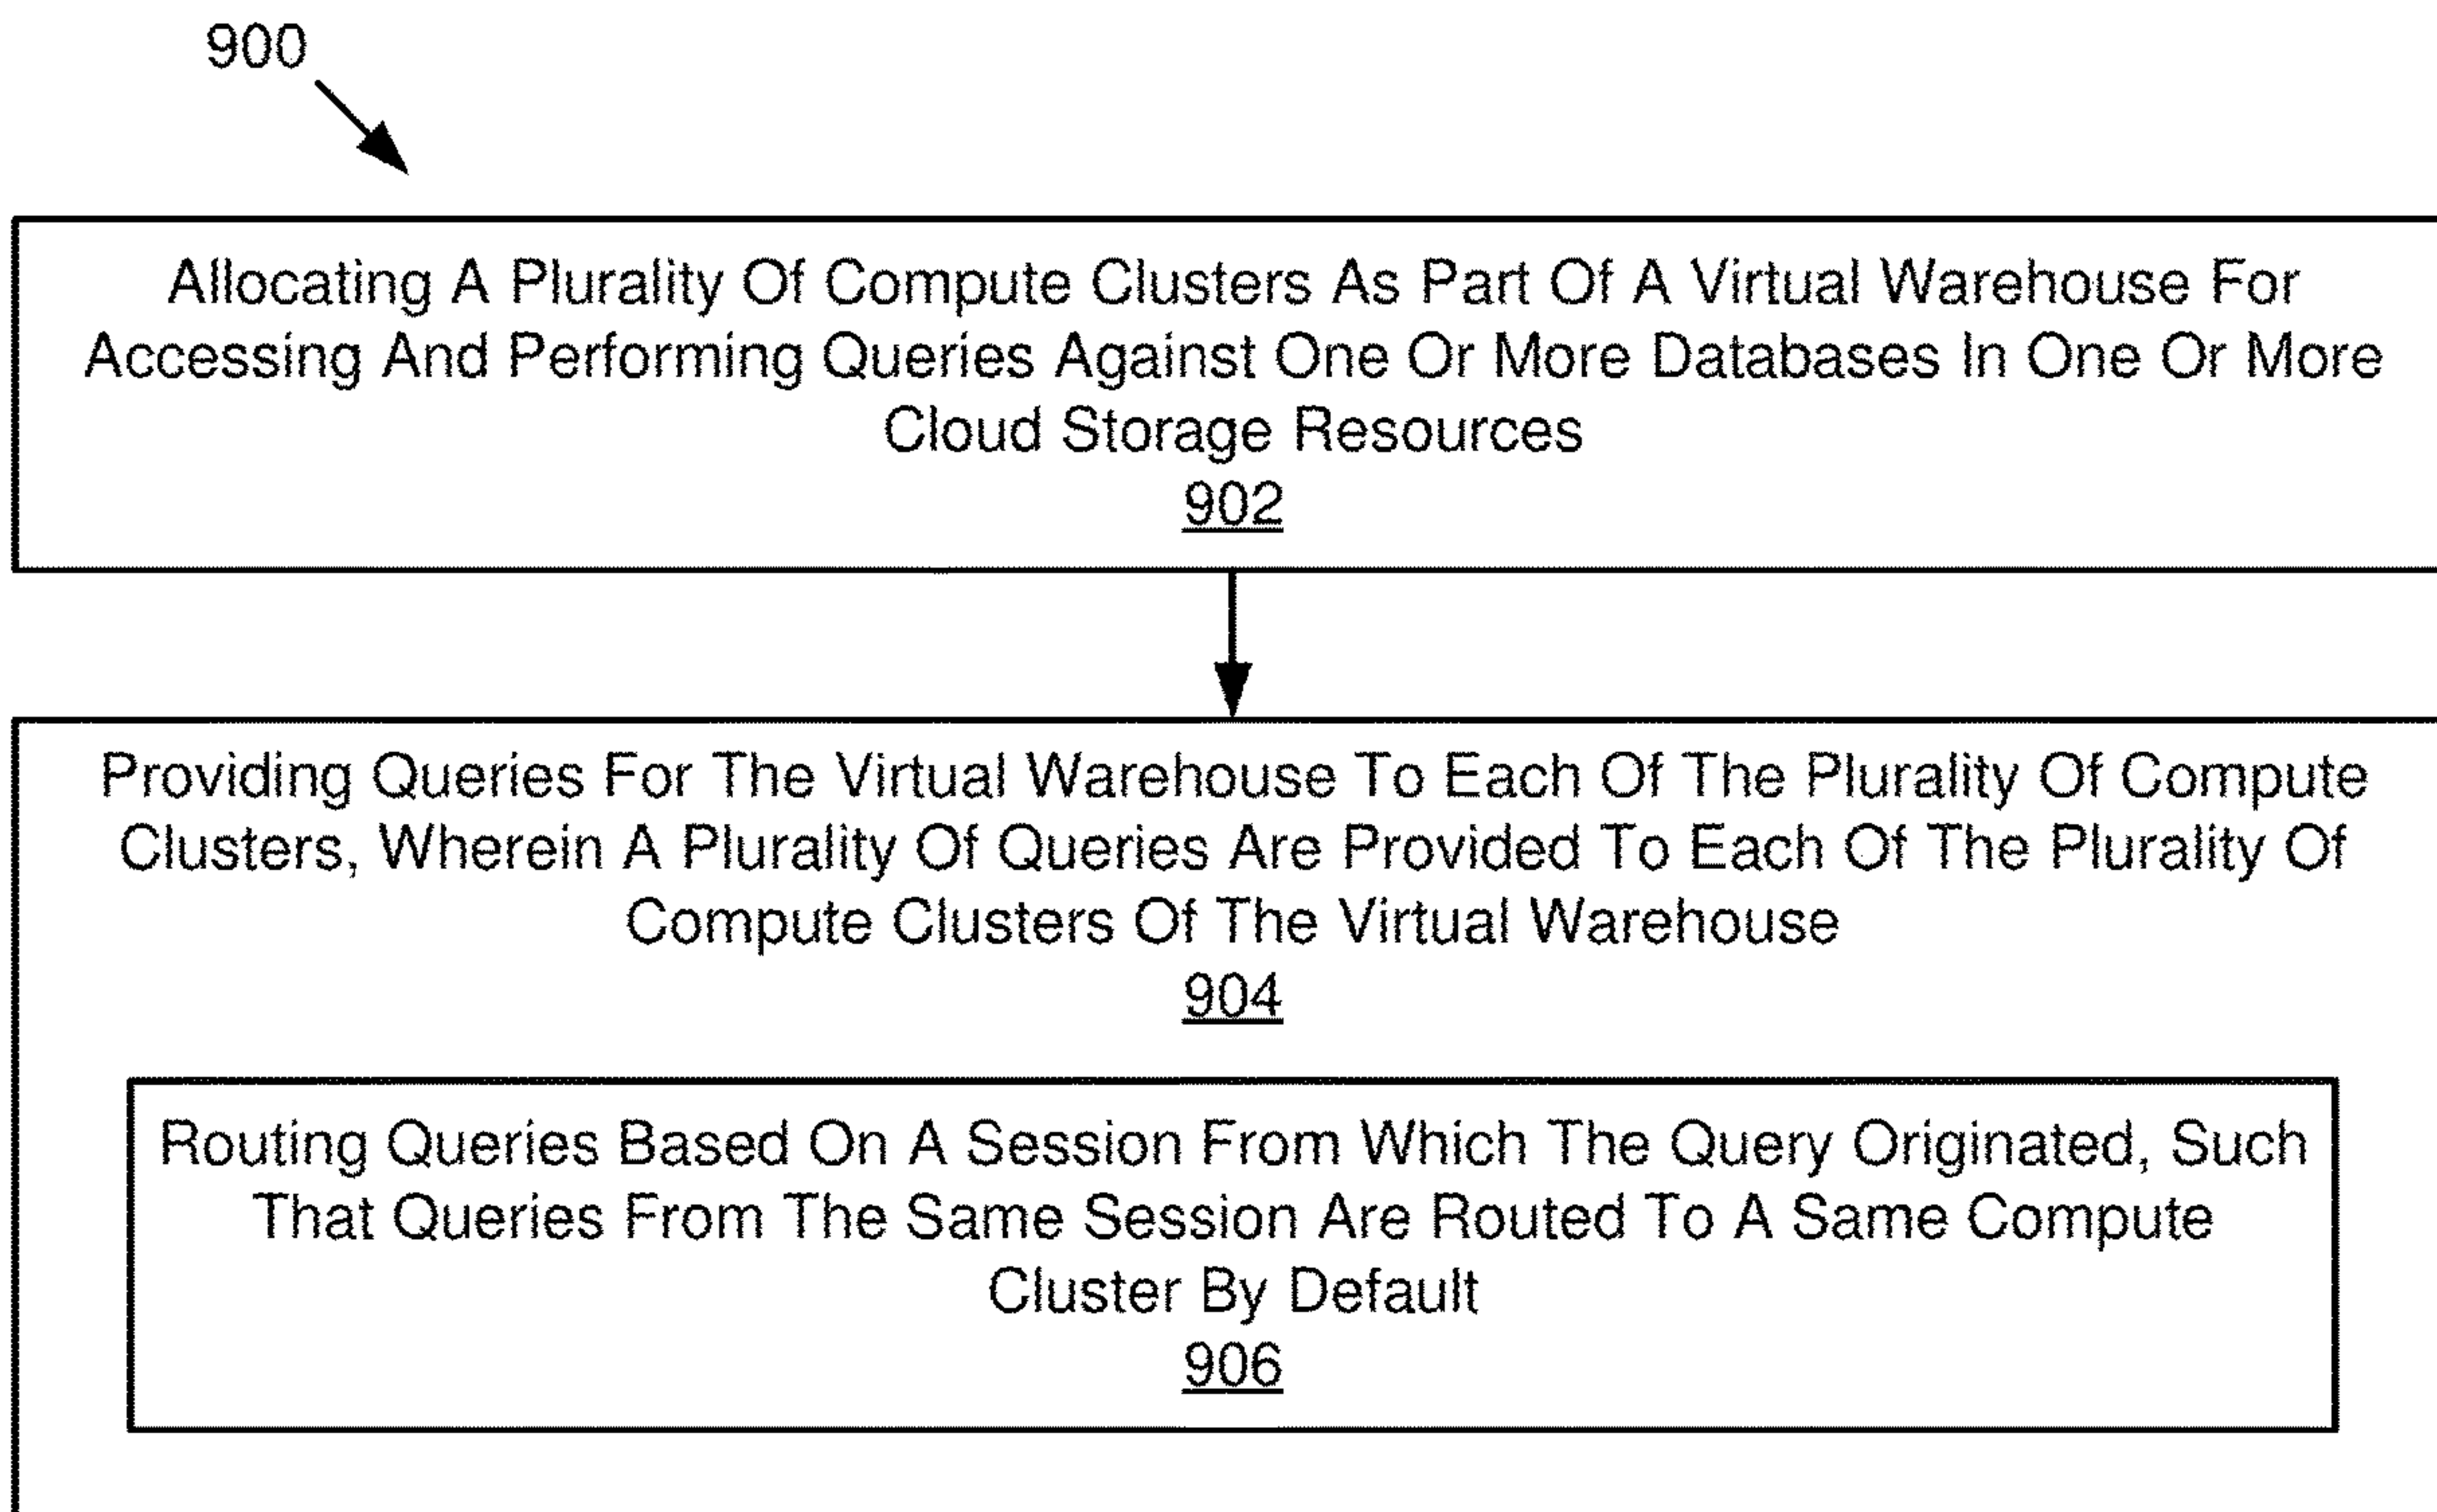 900
Allocating A Plurality Of Compute Clusters As Part Of A Virtual Warehouse For
Accessing And Performing Queries Against One Or More Databases In One Or More
Cloud Storage Resources
902
Providing Queries For The Virtual Warehouse To Each Of The Plurality Of Compute
Clusters, Wherein A Plurality Of Queries Are Provided To Each Of The Plurality Of
Compute Clusters Of The Virtual Warehouse
904
Routing Queries Based On A Session From Which The Query Originated, Such
That Queries From The Same Session Are Routed To A Same Compute
Cluster By Default
906